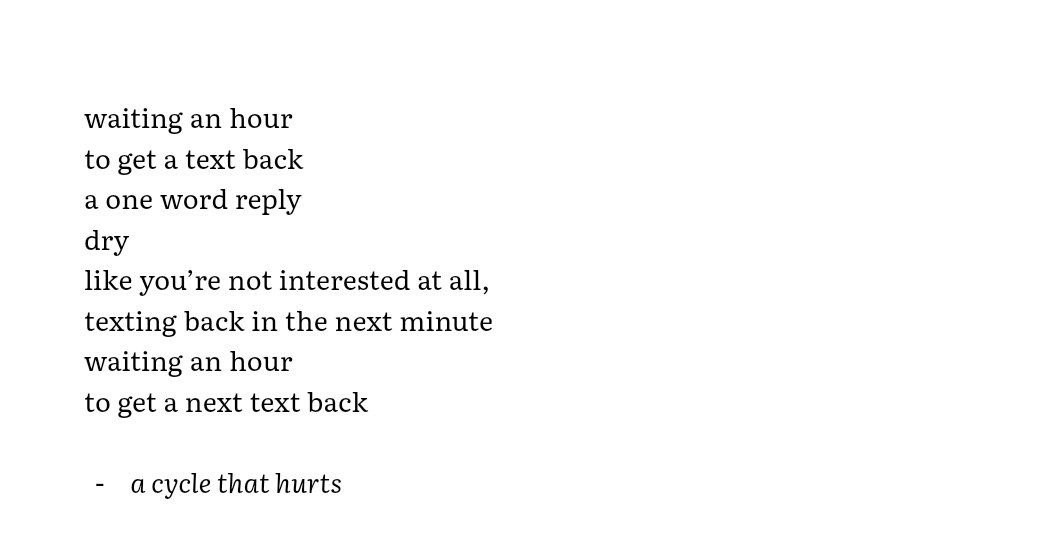 waiting an hour
to get a text back
a one word reply
dry
like you’re not interested at all,
texting back in the next minute
waiting an hour
to get a next text back
- a cycle that hurts